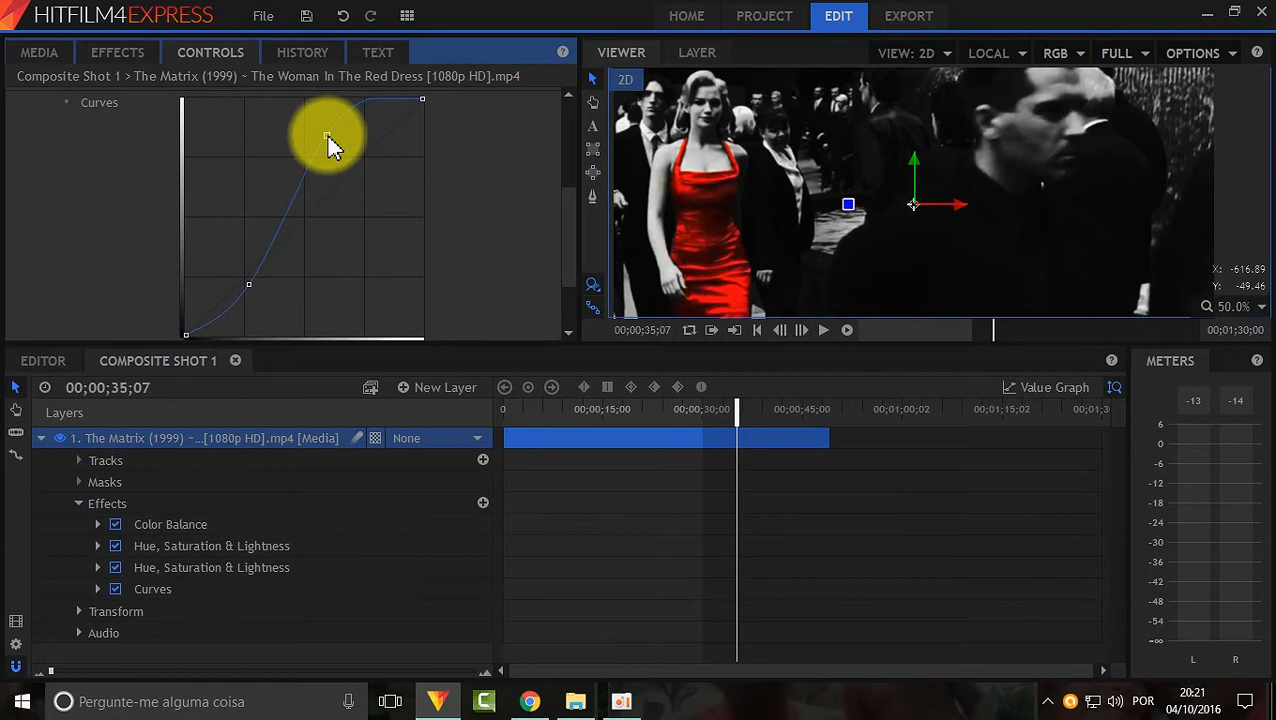 HITFILM4EXPRESS File HOME PROJECT EDIT EXPORT
MEDIA EFFECTS CONTROLS HISTORY TEXT ? VIEWER LAYER VIEW: 2D LOCAL RGB FULL OPTIONS ?
Composite Shot 1 > The Matrix (1999) ~ The Woman In The Red Dress [1080p HD].mp4
2D
Curves
X: -616.89
Y: -49.46
50.0%
00;00;35;07 00;01;30;00
EDITOR COMPOSITE SHOT 1 ? METERS ?
00;00;35;07 New Layer Value Graph -13 -14
Layers 0 00;00;15;00 00;00;30;00 00;00;45;00 00;01;00;02 00;01;15;02 00;01;30
1. The Matrix (1999) ~...[1080p HD].mp4 [Media] None
Tracks
Masks
Effects
Color Balance
Hue, Saturation & Lightness
Hue, Saturation & Lightness
Curves
Transform
Audio
6
0
-6
-12
-18
-24
-30
-36
-42
-48
-54
-∞
L R
Pergunte-me alguma coisa POR 20:21
04/10/2016